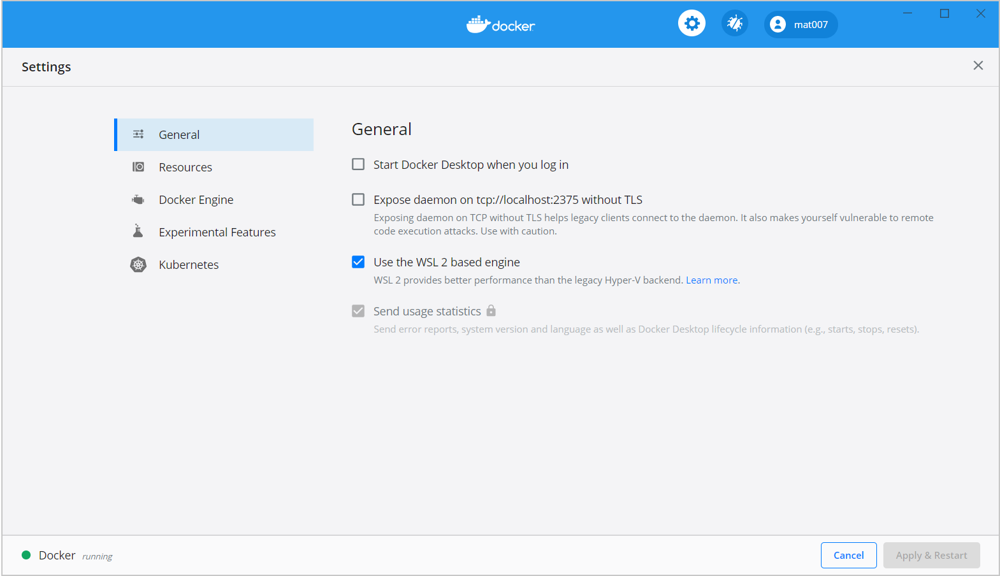 docker
mat007
Settings
General
Resources
Docker Engine
Experimental Features
Kubernetes
General
Start Docker Desktop when you log in
Expose daemon on tcp://localhost:2375 without TLS
Exposing daemon on TCP without TLS helps legacy clients connect to the daemon. It also makes yourself vulnerable to remote
code execution attacks. Use with caution.
Use the WSL 2 based engine
WSL 2 provides better performance than the legacy Hyper-V backend. Learn more.
Send usage statistics
Send error reports, system version and language as well as Docker Desktop lifecycle information (e.g., starts, stops, resets).
Docker running
Cancel
Apply & Restart